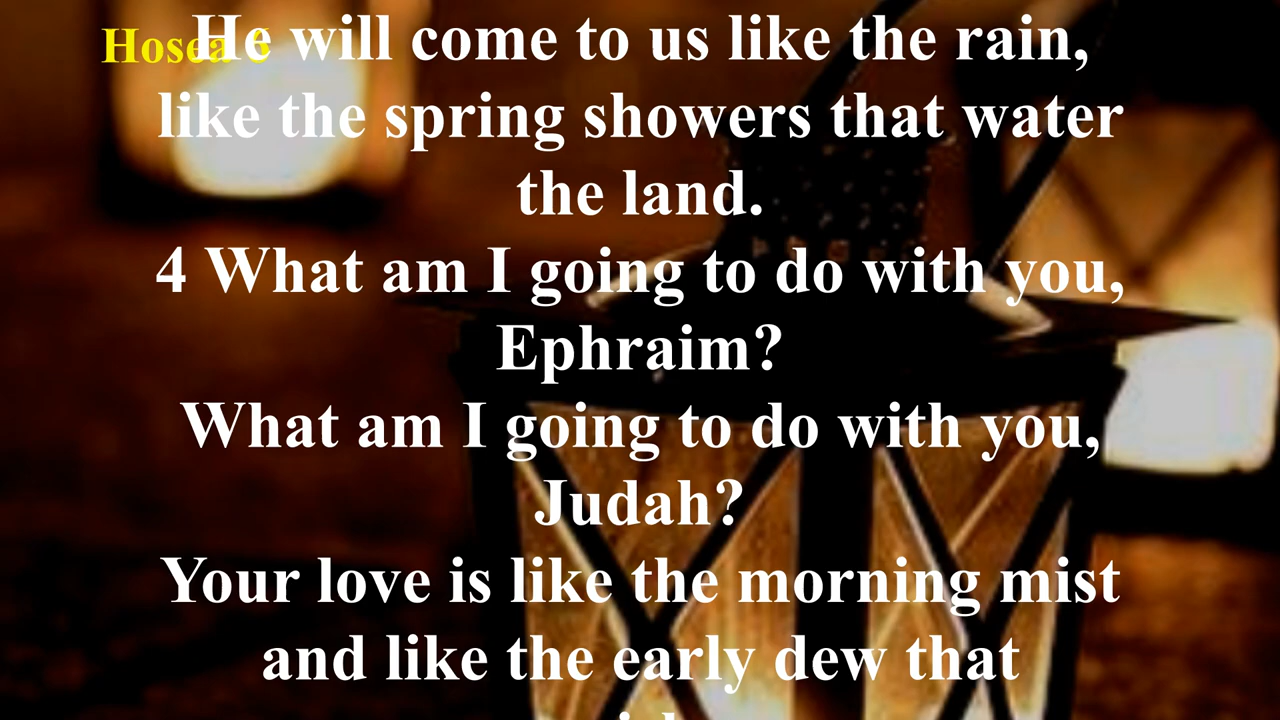 Hosea
He will come to us like the rain,
like the spring showers that water
the land.
4 What am I going to do with you,
Ephraim?
What am I going to do with you,
Judah?
Your love is like the morning mist
and like the early dew that